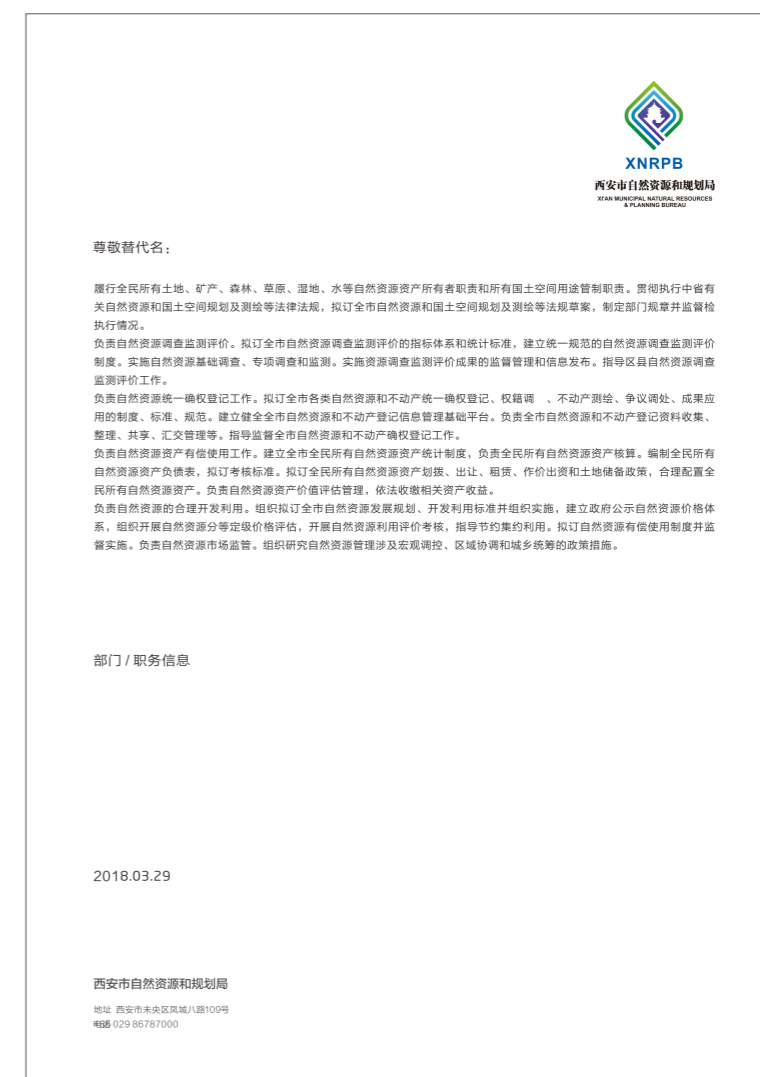 XNRPB
西安市自然资源和规划局
XI'AN MUNICIPAL NATURAL RESOURCES
& PLANNING BUREAU
尊敬替代名：
履行全民所有土地、矿产、森林、草原、湿地、水等自然资源资产所有者职责和所有国土空间用途管制职责。贯彻执行中省有
关自然资源和国土空间规划及测绘等法律法规，拟订全市自然资源和国土空间规划及测绘等法规草案，制定部门规章并监督检
执行情况。
负责自然资源调查监测评价。拟订全市自然资源调查监测评价的指标体系和统计标准，建立统一规范的自然资源调查监测评价
制度。实施自然资源基础调查、专项调查和监测。实施资源调查监测评价成果的监督管理和信息发布。指导区县自然资源调查
监测评价工作。
负责自然资源统一确权登记工作。拟订全市各类自然资源和不动产统一确权登记、权籍调 、不动产测绘、争议调处、成果应
用的制度、标准、规范。建立健全全市自然资源和不动产登记信息管理基础平台。负责全市自然资源和不动产登记资料收集、
整理、共享、汇交管理等。指导监督全市自然资源和不动产确权登记工作。
负责自然资源资产有偿使用工作。建立全市全民所有自然资源资产统计制度，负责全民所有自然资源资产核算。编制全民所有
自然资源资产负债表，拟订考核标准。拟订全民所有自然资源资产划拨、出让、租赁、作价出资和土地储备政策，合理配置全
民所有自然资源资产。负责自然资源资产价值评估管理，依法收缴相关资产收益。
负责自然资源的合理开发利用。组织拟订全市自然资源发展规划、开发利用标准并组织实施，建立政府公示自然资源价格体
系，组织开展自然资源分等定级价格评估，开展自然资源利用评价考核，指导节约集约利用。拟订自然资源有偿使用制度并监
督实施。负责自然资源市场监管。组织研究自然资源管理涉及宏观调控、区域协调和城乡统筹的政策措施。
部门 / 职务信息
2018.03.29
西安市自然资源和规划局
地址 西安市未央区凤城八路109号
029 86787000